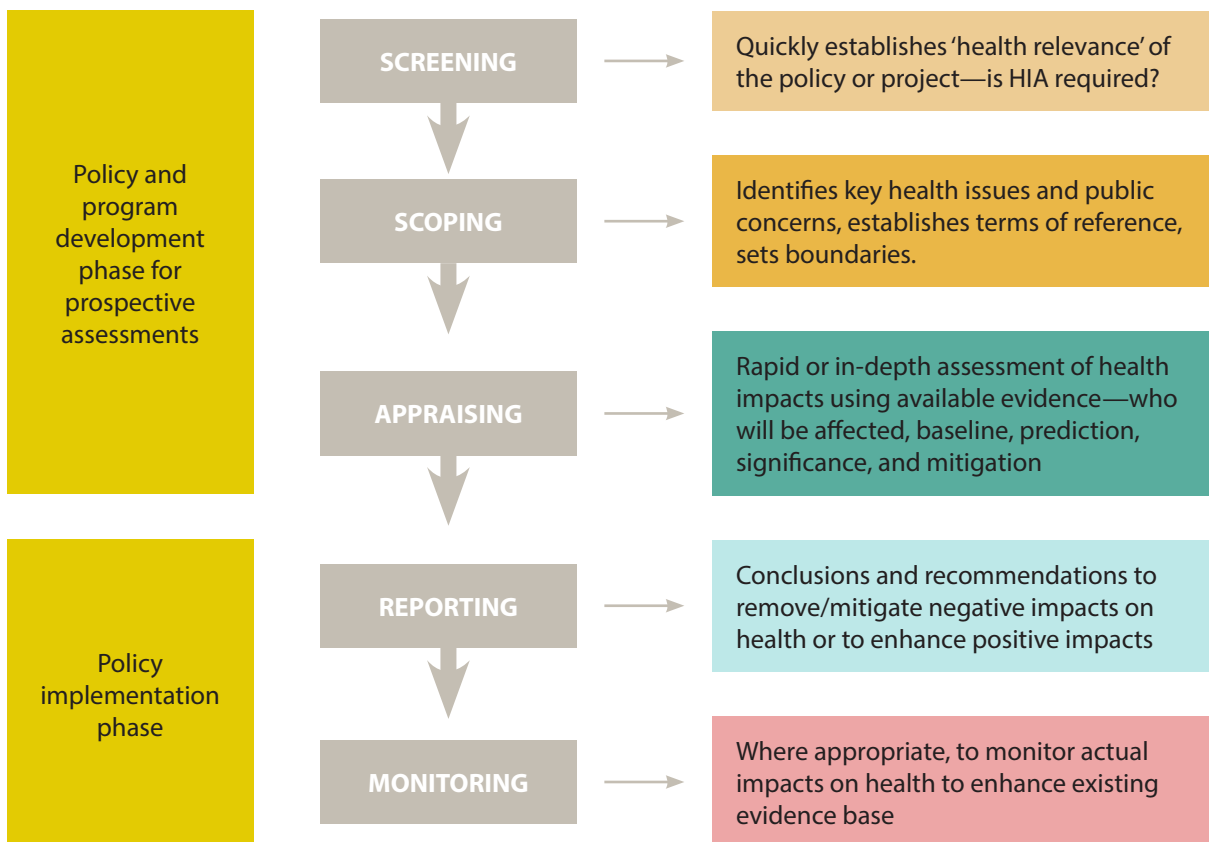 Policy and
program
development
phase for
prospective
assessments
SCREENING
Quickly establishes ‘health relevance’ of
the policy or project—is HIA required?
SCOPING
Identifies key health issues and public
concerns, establishes terms of reference,
sets boundaries.
APPRAISING
Rapid or in-depth assessment of health
impacts using available evidence—who
will be affected, baseline, prediction,
significance, and mitigation
Policy
implementation
phase
REPORTING
Conclusions and recommendations to
remove/mitigate negative impacts on
health or to enhance positive impacts
MONITORING
Where appropriate, to monitor actual
impacts on health to enhance existing
evidence base